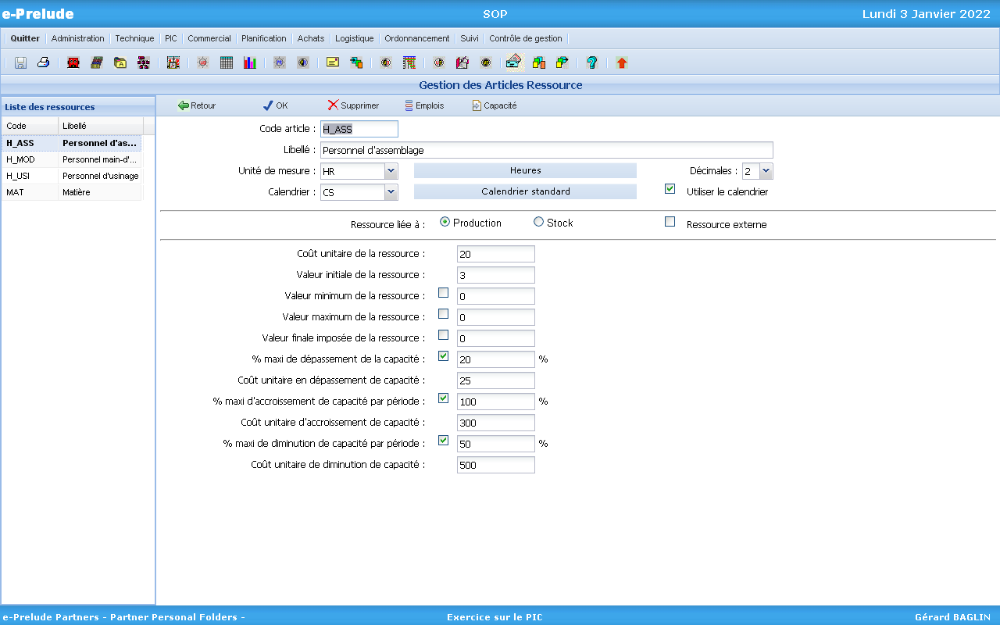 e-Prelude SOP Lundi 3 Janvier 2022
Quitter Administration Technique PIC Commercial Planification Achats Logistique Ordonnancement Suivi Contrôle de gestion
Gestion des Articles Ressource
Liste des ressources
Code Libellé
H_ASS Personnel d'as...
H_MOD Personnel main-d'...
H_USI Personnel d'usinage
MAT Matière
Retour OK Supprimer Emplois Capacité
Code article : H_ASS
Libellé : Personnel d'assemblage
Unité de mesure : HR Heures Décimales : 2
Calendrier : CS Calendrier standard Utiliser le calendrier
Ressource liée à : Production Stock Ressource externe
Coût unitaire de la ressource : 20
Valeur initiale de la ressource : 3
Valeur minimum de la ressource : 0
Valeur maximum de la ressource : 0
Valeur finale imposée de la ressource : 0
% maxi de dépassement de la capacité : 20 %
Coût unitaire en dépassement de capacité : 25
% maxi d'accroissement de capacité par période : 100 %
Coût unitaire d'accroissement de capacité : 300
% maxi de diminution de capacité par période : 50 %
Coût unitaire de diminution de capacité : 500
e-Prelude Partners - Partner Personal Folders - Exercice sur le PIC Gérard BAGLIN